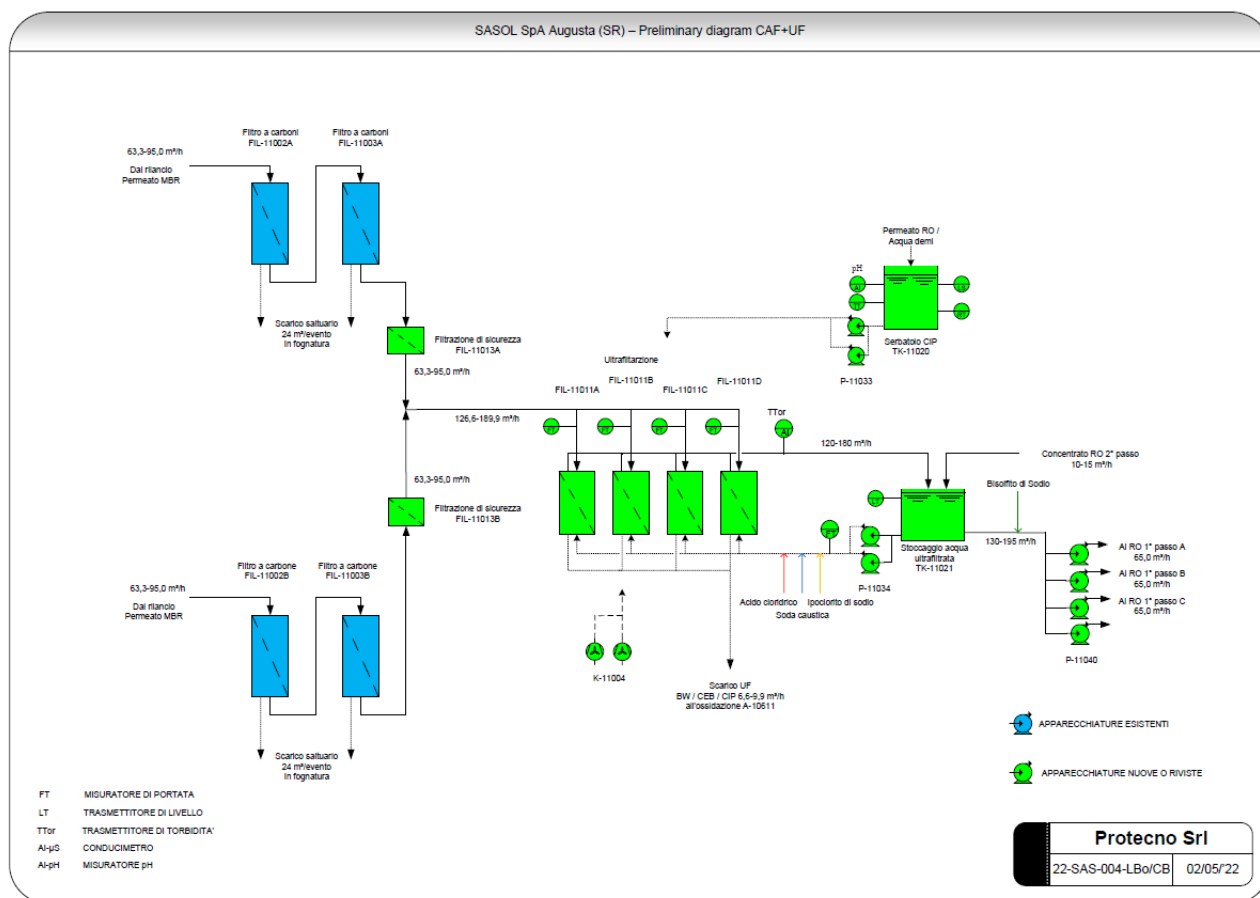 SASOL SpA Augusta (SR) – Preliminary diagram CAF+UF
Filtro a carboni
FIL-11002A
Filtro a carboni
FIL-11003A
63,3-95,0 m³/h
Dal rilancio
Permeato MBR
Scarico saltuario
24 m³/evento
in fognatura
Filtrazione di sicurezza
FIL-11013A
63,3-95,0 m³/h
126,6-189,9 m³/h
63,3-95,0 m³/h
Filtrazione di sicurezza
FIL-11013B
Filtro a carbone
FIL-11002B
Filtro a carbone
FIL-11003B
63,3-95,0 m³/h
Dal rilancio
Permeato MBR
Scarico saltuario
24 m³/evento
in fognatura
Permeato RO /
Acqua demi
pH
AI
Serbatoio CIP
TK-11020
P-11033
Ultrafiltarzione
FIL-11011A
FIL-11011B
FIL-11011C
FIL-11011D
FT
FT
FT
FT
TTor
AI
120-180 m³/h
Concentrato RO 2° passo
10-15 m³/h
Bisolfito di Sodio
LT
FT
130-195 m³/h
Stoccaggio acqua
ultrafiltrata
TK-11021
P-11034
Acido cloridrico
Ipoclorito di sodio
Soda caustica
Al RO 1° passo A
65,0 m³/h
Al RO 1° passo B
65,0 m³/h
Al RO 1° passo C
65,0 m³/h
P-11040
K-11004
Scarico UF
BW / CEB / CIP 6,6-9,9 m³/h
all'ossidazione A-10611
APPARECCHIATURE ESISTENTI
APPARECCHIATURE NUOVE O RIVISTE
FT MISURATORE DI PORTATA
LT TRASMETTITORE DI LIVELLO
TTor TRASMETTITORE DI TORBIDITA'
AI-µS CONDUCIMETRO
AI-pH MISURATORE pH
Protecno Srl
22-SAS-004-LBo/CB
02/05/'22